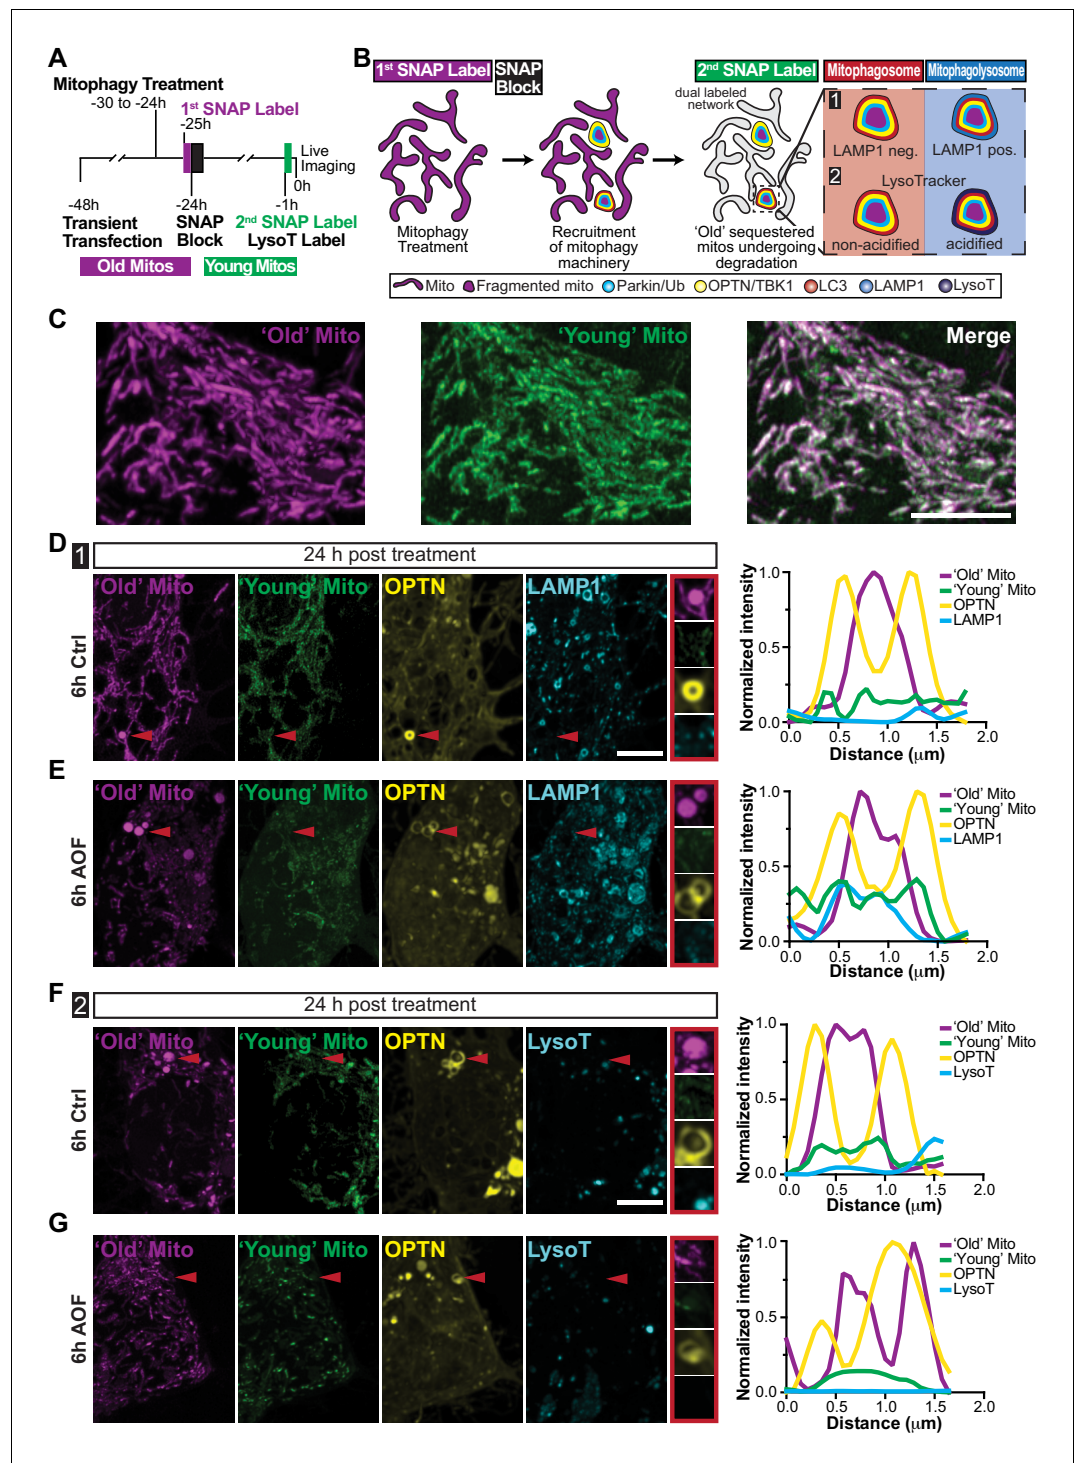 A
Mitophagy Treatment
-30 to -24h
1st SNAP Label
-25h
Live
Imaging
0h
-48h
-24h
-1h
Transient
Transfection
SNAP
Block
2nd SNAP Label
LysoT Label
Old Mitos
Young Mitos
B
1st SNAP Label
SNAP
Block
2nd SNAP Label
Mitophagosome
Mitophagolysosome
dual labeled
network
1
LAMP1 neg.
LAMP1 pos.
2
LysoTracker
non-acidified
acidified
Mitophagy
Treatment
Recruitment
of mitophagy
machinery
'Old' sequestered
mitos undergoing
degradation
Mito
Fragmented mito
Parkin/Ub
OPTN/TBK1
LC3
LAMP1
LysoT
C
'Old' Mito
'Young' Mito
Merge
D
1
24 h post treatment
6h Ctrl
'Old' Mito
'Young' Mito
OPTN
LAMP1
Normalized intensity
1.0
0.5
0.0
0.0
0.5
1.0
1.5
2.0
Distance (μm)
'Old' Mito
'Young' Mito
OPTN
LAMP1
E
6h AOF
'Old' Mito
'Young' Mito
OPTN
LAMP1
Normalized intensity
1.0
0.5
0.0
0.0
0.5
1.0
1.5
2.0
Distance (μm)
'Old' Mito
'Young' Mito
OPTN
LAMP1
F
2
24 h post treatment
6h Ctrl
'Old' Mito
'Young' Mito
OPTN
LysoT
Normalized intensity
1.0
0.5
0.0
0.0
0.5
1.0
1.5
2.0
Distance (μm)
'Old' Mito
'Young' Mito
OPTN
LysoT
G
6h AOF
'Old' Mito
'Young' Mito
OPTN
LysoT
Normalized intensity
1.0
0.5
0.0
0.0
0.5
1.0
1.5
2.0
Distance (μm)
'Old' Mito
'Young' Mito
OPTN
LysoT